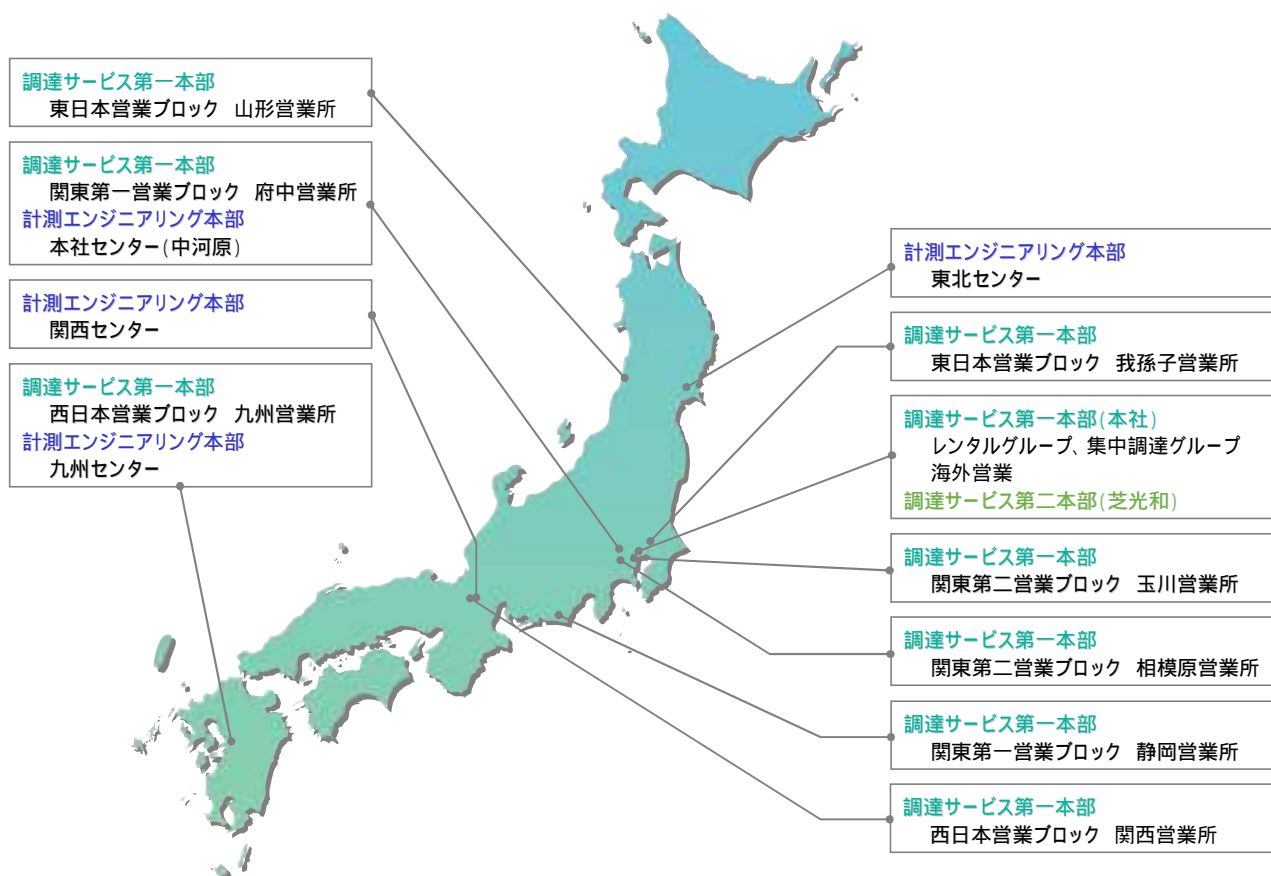 調達サービス第一本部
東日本営業ブロック 山形営業所
調達サービス第一本部
関東第一営業ブロック 府中営業所
計測エンジニアリング本部
本社センター(中河原)
計測エンジニアリング本部
関西センター
調達サービス第一本部
西日本営業ブロック 九州営業所
計測エンジニアリング本部
九州センター
計測エンジニアリング本部
東北センター
調達サービス第一本部
東日本営業ブロック 我孫子営業所
調達サービス第一本部(本社)
レンタルグループ、集中調達グループ
海外営業
調達サービス第二本部(芝光和)
調達サービス第一本部
関東第二営業ブロック 玉川営業所
調達サービス第一本部
関東第二営業ブロック 相模原営業所
調達サービス第一本部
関東第一営業ブロック 静岡営業所
調達サービス第一本部
西日本営業ブロック 関西営業所